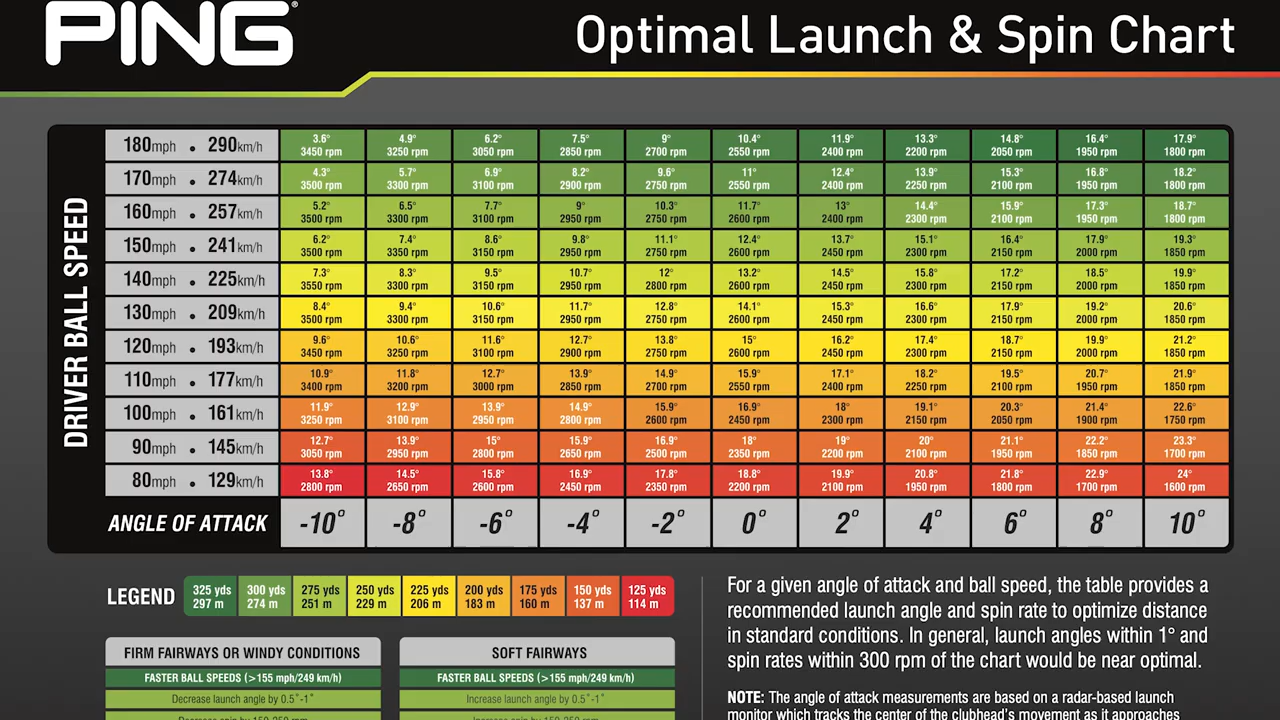 PING®
Optimal Launch & Spin Chart
DRIVER BALL SPEED
180mph • 290km/h 3.6° 4.9° 6.2° 7.5° 9° 10.4° 11.9° 13.3° 14.8° 16.4° 17.9°
3450 rpm 3250 rpm 3050 rpm 2850 rpm 2700 rpm 2550 rpm 2400 rpm 2200 rpm 2050 rpm 1950 rpm 1800 rpm
170mph • 274km/h 4.3° 5.7° 6.9° 8.2° 9.6° 11° 12.4° 13.9° 15.3° 16.8° 18.2°
3500 rpm 3300 rpm 3100 rpm 2900 rpm 2750 rpm 2550 rpm 2400 rpm 2250 rpm 2100 rpm 1950 rpm 1800 rpm
160mph • 257km/h 5.2° 6.5° 7.7° 9° 10.3° 11.7° 13° 14.4° 15.9° 17.3° 18.7°
3500 rpm 3300 rpm 3100 rpm 2950 rpm 2750 rpm 2600 rpm 2400 rpm 2300 rpm 2100 rpm 1950 rpm 1800 rpm
150mph • 241km/h 6.2° 7.4° 8.6° 9.8° 11.1° 12.4° 13.7° 15.1° 16.4° 17.9° 19.3°
3500 rpm 3350 rpm 3150 rpm 2950 rpm 2750 rpm 2600 rpm 2450 rpm 2300 rpm 2150 rpm 2000 rpm 1850 rpm
140mph • 225km/h 7.3° 8.3° 9.5° 10.7° 12° 13.2° 14.5° 15.8° 17.2° 18.5° 19.9°
3550 rpm 3300 rpm 3150 rpm 2950 rpm 2800 rpm 2600 rpm 2450 rpm 2300 rpm 2150 rpm 2000 rpm 1850 rpm
130mph • 209km/h 8.4° 9.4° 10.6° 11.7° 12.8° 14.1° 15.3° 16.6° 17.9° 19.2° 20.6°
3500 rpm 3300 rpm 3150 rpm 2950 rpm 2750 rpm 2600 rpm 2450 rpm 2300 rpm 2150 rpm 2000 rpm 1850 rpm
120mph • 193km/h 9.6° 10.6° 11.6° 12.7° 13.8° 15° 16.2° 17.4° 18.7° 19.9° 21.2°
3450 rpm 3250 rpm 3100 rpm 2900 rpm 2750 rpm 2600 rpm 2450 rpm 2300 rpm 2150 rpm 2000 rpm 1850 rpm
110mph • 177km/h 10.9° 11.8° 12.7° 13.9° 14.9° 15.9° 17.1° 18.2° 19.5° 20.7° 21.9°
3400 rpm 3200 rpm 3000 rpm 2850 rpm 2700 rpm 2550 rpm 2400 rpm 2250 rpm 2100 rpm 1950 rpm 1850 rpm
100mph • 161km/h 11.9° 12.9° 13.9° 14.9° 15.9° 16.9° 18° 19.1° 20.3° 21.4° 22.6°
3250 rpm 3100 rpm 2950 rpm 2800 rpm 2600 rpm 2450 rpm 2300 rpm 2150 rpm 2050 rpm 1900 rpm 1750 rpm
90mph • 145km/h 12.7° 13.9° 15° 15.9° 16.9° 18° 19° 20° 21.1° 22.2° 23.3°
3050 rpm 2950 rpm 2800 rpm 2650 rpm 2500 rpm 2350 rpm 2200 rpm 2100 rpm 1950 rpm 1850 rpm 1700 rpm
80mph • 129km/h 13.8° 14.5° 15.8° 16.9° 17.8° 18.8° 19.9° 20.8° 21.8° 22.9° 24°
2800 rpm 2650 rpm 2600 rpm 2450 rpm 2350 rpm 2200 rpm 2100 rpm 1950 rpm 1800 rpm 1700 rpm 1600 rpm
ANGLE OF ATTACK -10° -8° -6° -4° -2° 0° 2° 4° 6° 8° 10°
LEGEND 325 yds 300 yds 275 yds 250 yds 225 yds 200 yds 175 yds 150 yds 125 yds
297 m 274 m 251 m 229 m 206 m 183 m 160 m 137 m 114 m
FIRM FAIRWAYS OR WINDY CONDITIONS
FASTER BALL SPEEDS (>155 mph/249 km/h)
Decrease launch angle by 0.5°-1°
SOFT FAIRWAYS
FASTER BALL SPEEDS (>155 mph/249 km/h)
Increase launch angle by 0.5°-1°
For a given angle of attack and ball speed, the table provides a
recommended launch angle and spin rate to optimize distance
in standard conditions. In general, launch angles within 1° and
spin rates within 300 rpm of the chart would be near optimal.
NOTE: The angle of attack measurements are based on a radar-based launch
monitor which tracks the center of the clubhead's movement as it approaches